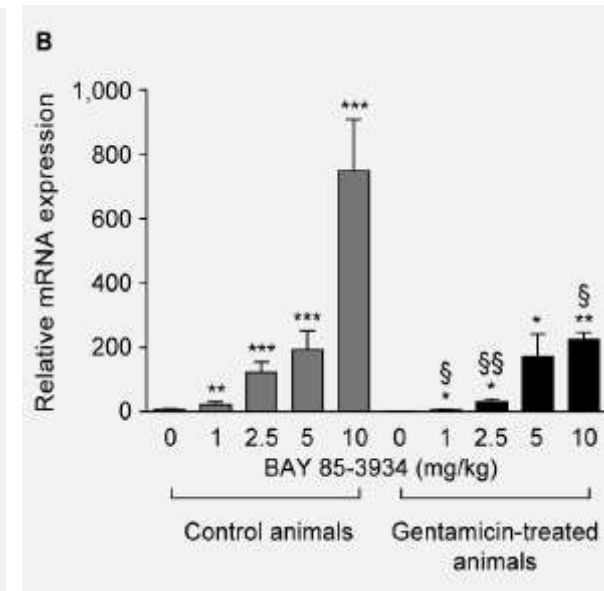 B
Relative mRNA expression
1,000
800
600
400
200
0
**
***
***
***
§
*
§§
*
*
§
**
0 1 2.5 5 10 0 1 2.5 5 10
BAY 85-3934 (mg/kg)
Control animals Gentamicin-treated
animals